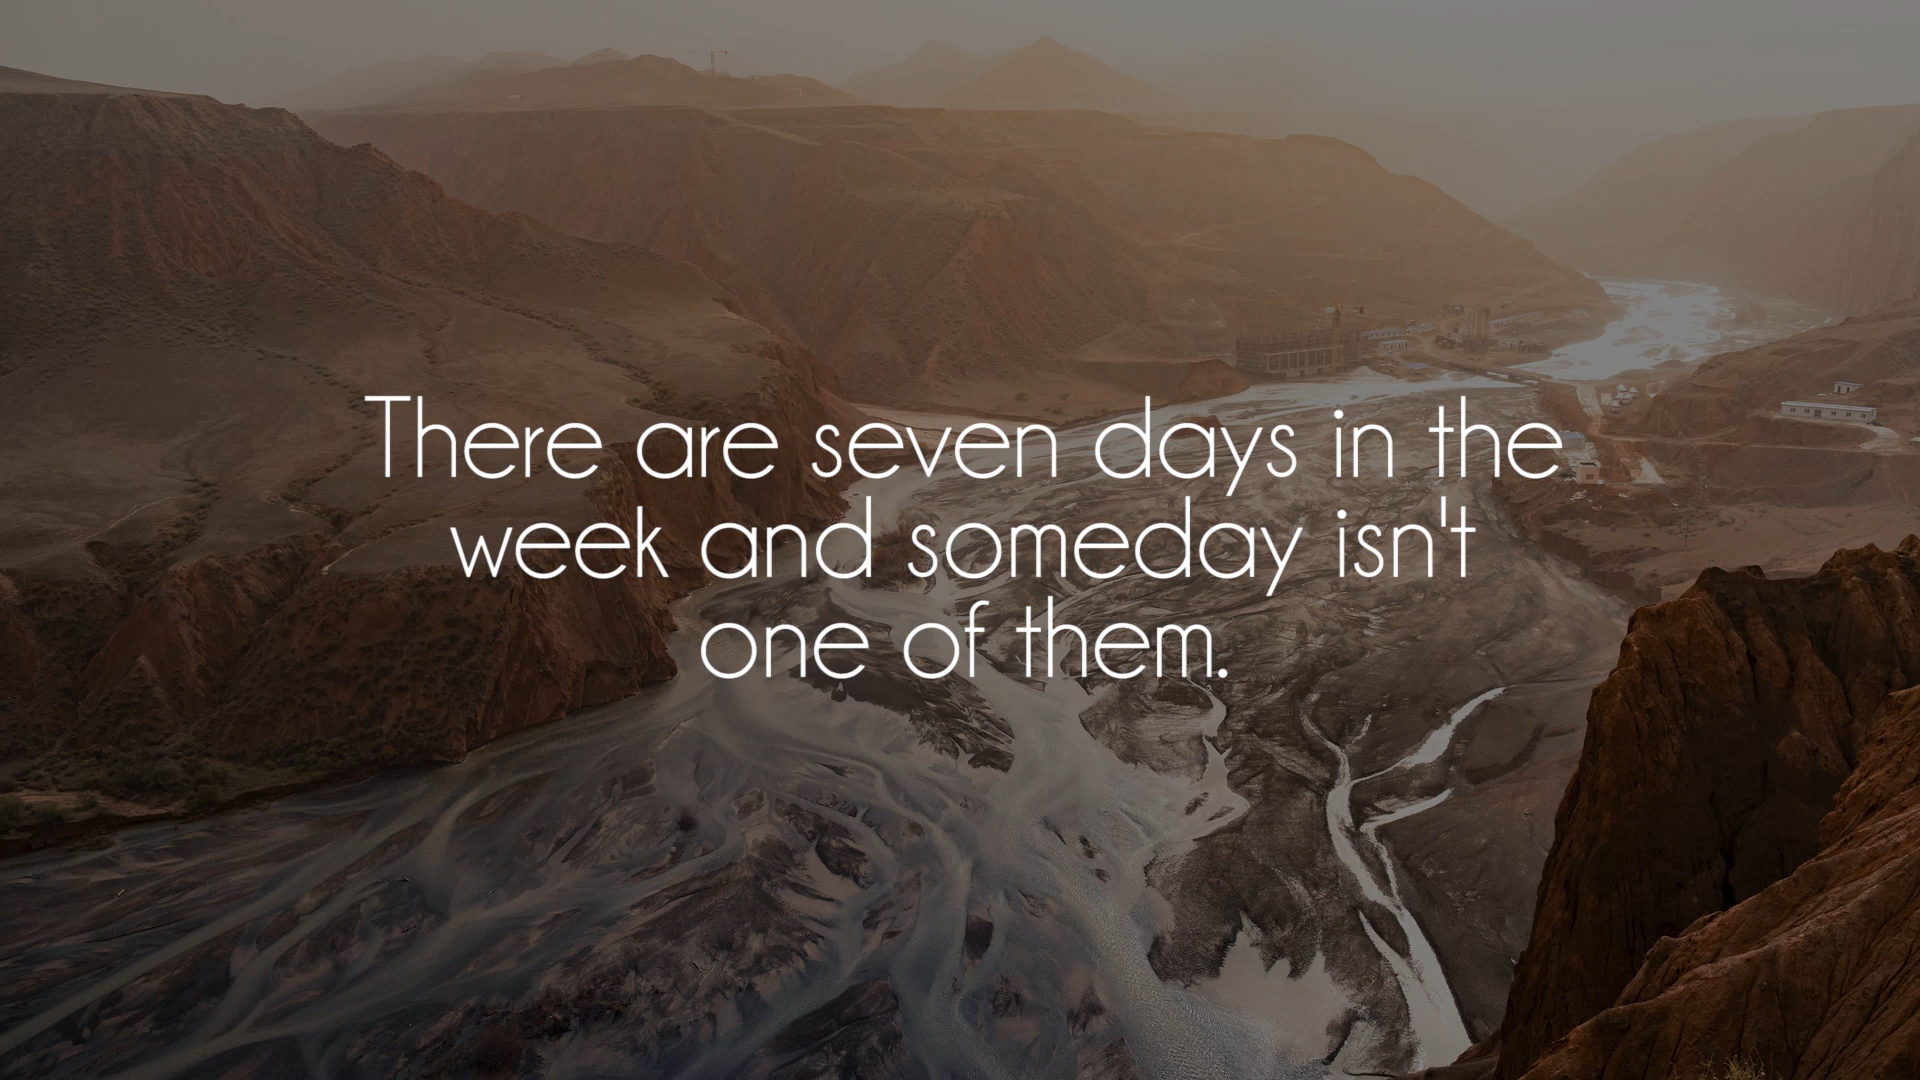 There are seven days in the
week and someday isn't
one of them.